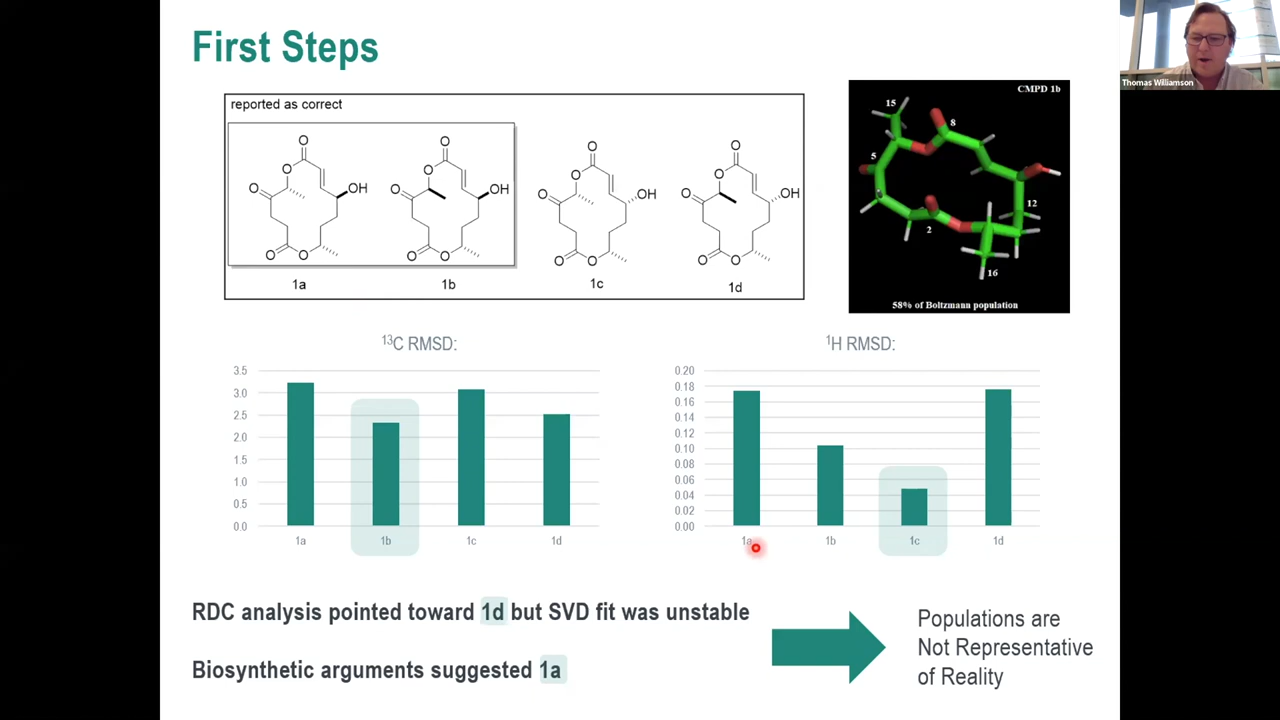 First Steps
Thomas Williamson
reported as correct
O
O
O
OH
O
O
1a
O
O
O
OH
O
O
1b
O
O
O
OH
O
O
1c
O
O
O
OH
O
O
1d
CMPD 1b
15
8
5
12
2
16
58% of Boltzmann population
13C RMSD:
3.5
3.0
2.5
2.0
1.5
1.0
0.5
0.0
1a 1b 1c 1d
1H RMSD:
0.20
0.18
0.16
0.14
0.12
0.10
0.08
0.06
0.04
0.02
0.00
1a 1b 1c 1d
RDC analysis pointed toward 1d but SVD fit was unstable
Biosynthetic arguments suggested 1a
Populations are
Not Representative
of Reality